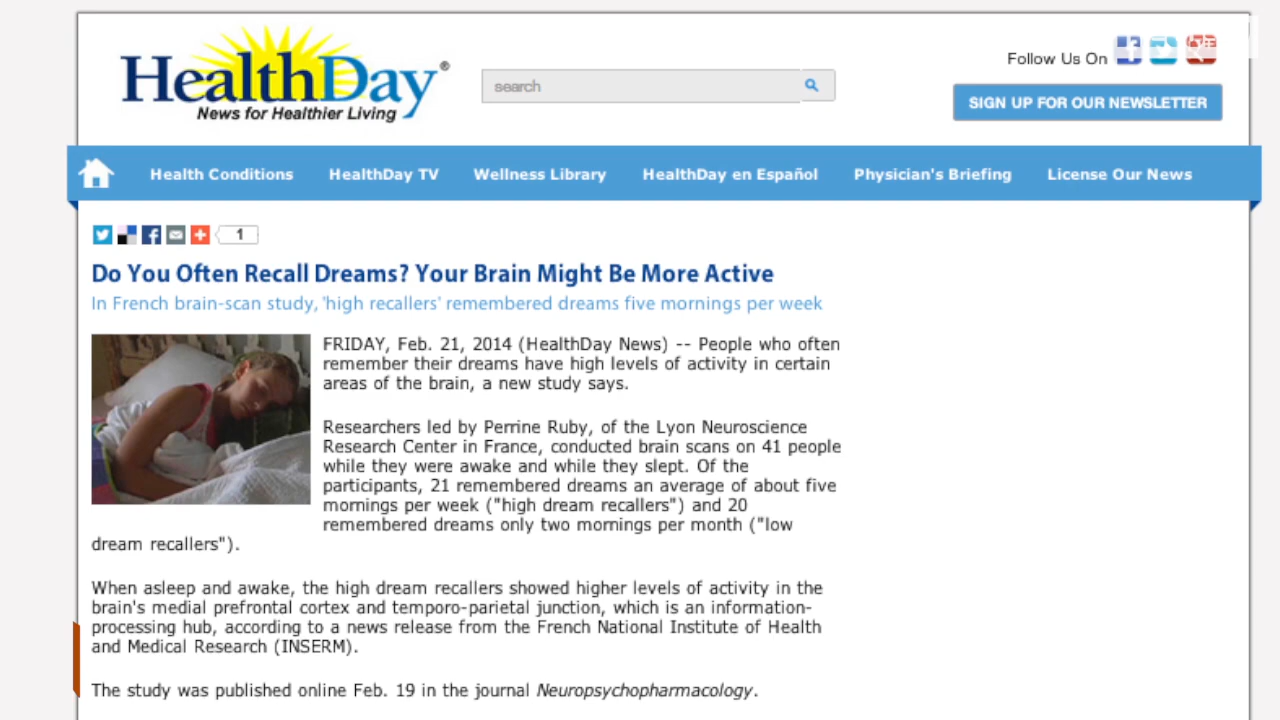 HealthDay®
News for Healthier Living
search
Follow Us On
SIGN UP FOR OUR NEWSLETTER
Health Conditions HealthDay TV Wellness Library HealthDay en Español Physician's Briefing License Our News
1
Do You Often Recall Dreams? Your Brain Might Be More Active
In French brain-scan study, 'high recallers' remembered dreams five mornings per week
FRIDAY, Feb. 21, 2014 (HealthDay News) -- People who often
remember their dreams have high levels of activity in certain
areas of the brain, a new study says.
Researchers led by Perrine Ruby, of the Lyon Neuroscience
Research Center in France, conducted brain scans on 41 people
while they were awake and while they slept. Of the
participants, 21 remembered dreams an average of about five
mornings per week ("high dream recallers") and 20
remembered dreams only two mornings per month ("low
dream recallers").
When asleep and awake, the high dream recallers showed higher levels of activity in the
brain's medial prefrontal cortex and temporo-parietal junction, which is an information-
processing hub, according to a news release from the French National Institute of Health
and Medical Research (INSERM).
The study was published online Feb. 19 in the journal Neuropsychopharmacology.